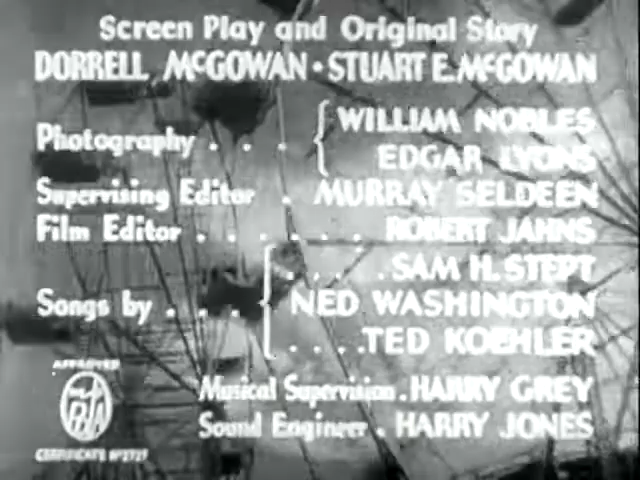 Screen Play and Original Story
DORRELL McGOWAN • STUART E. McGOWAN
Photography . . . WILLIAM NOBLES
EDGAR LYONS
Supervising Editor . MURRAY SELDEEN
Film Editor . . . . . . ROBERT JAHNS
. . . . . SAM H. STEPT
Songs by . . . NED WASHINGTON
. . . . TED KOEHLER
APPROVED
Musical Supervision . HARRY GREY
Sound Engineer . HARRY JONES
CERTIFICATE Nº